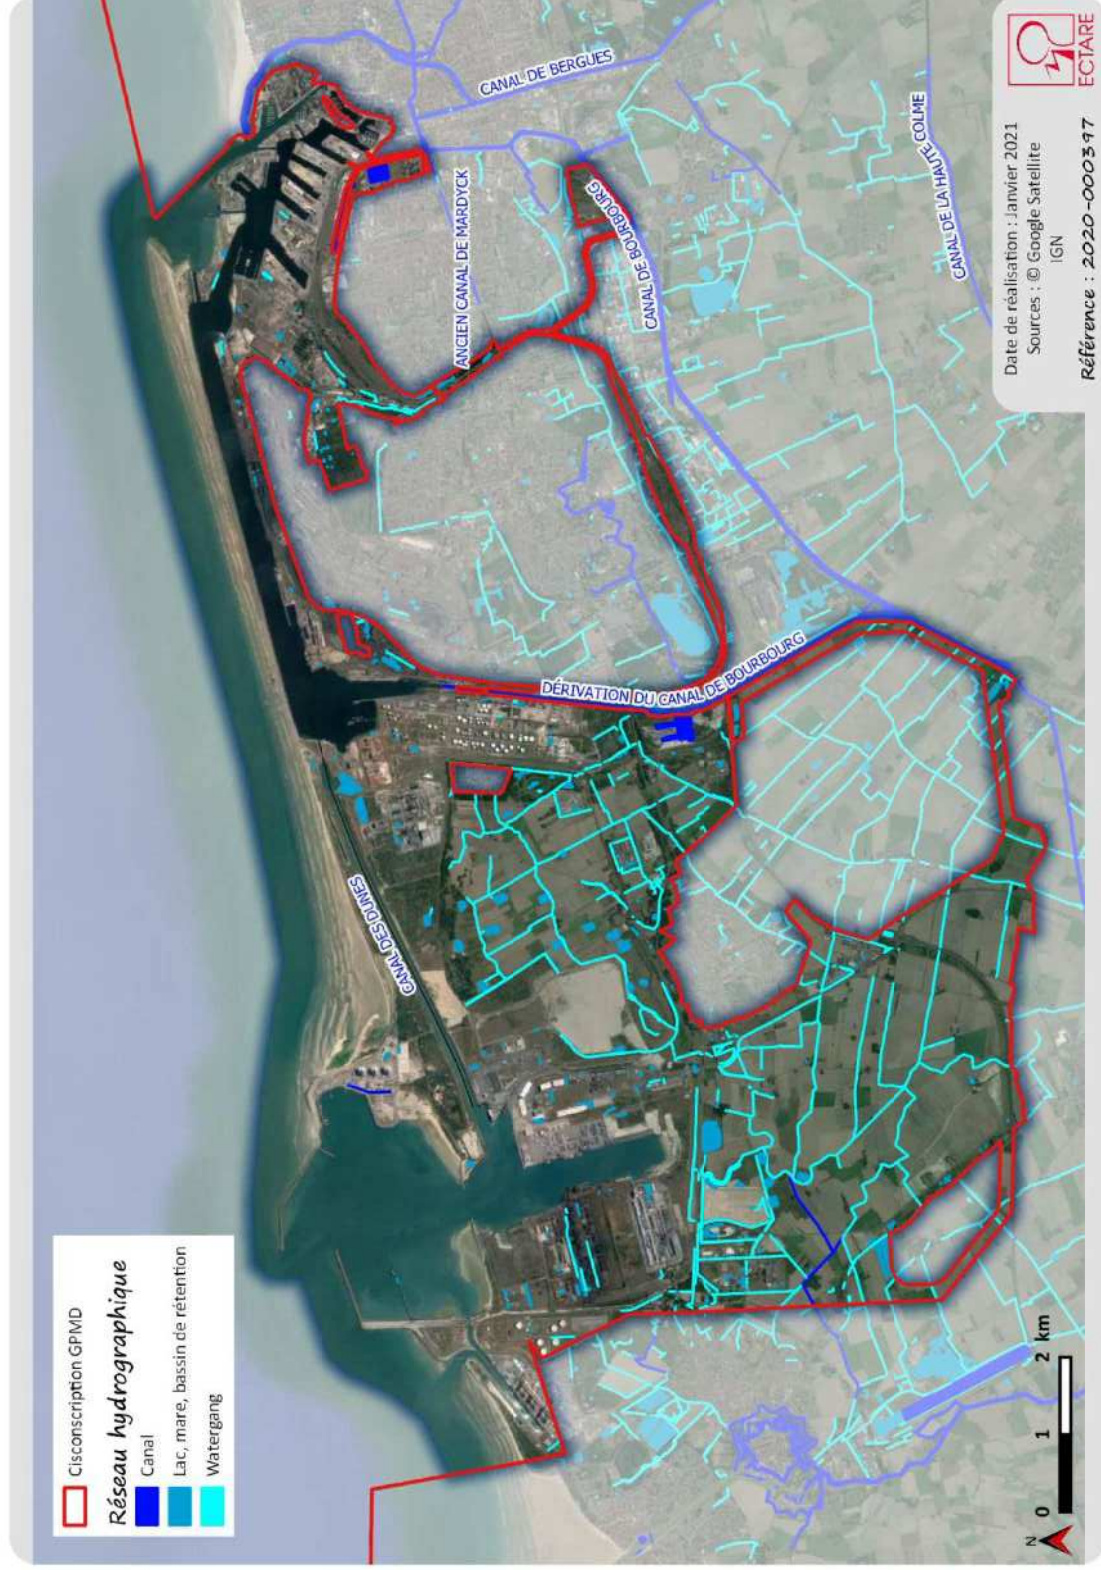 Cisconscription GPMD
Réseau hydrographique
Canal
Lac, mare, bassin de rétention
Watergang
CANAL DES DUNES
DÉRIVATION DU CANAL DE BOURBOURG
ANCIEN CANAL DE MARDYCK
CANAL DE BERGUES
CANAL DE BOURBOURG
CANAL DE LA HAUTE COLME
N
0 1 2 km
Date de réalisation : Janvier 2021
Sources : © Google Satellite
IGN
Référence : 2020-000397
ECTARE